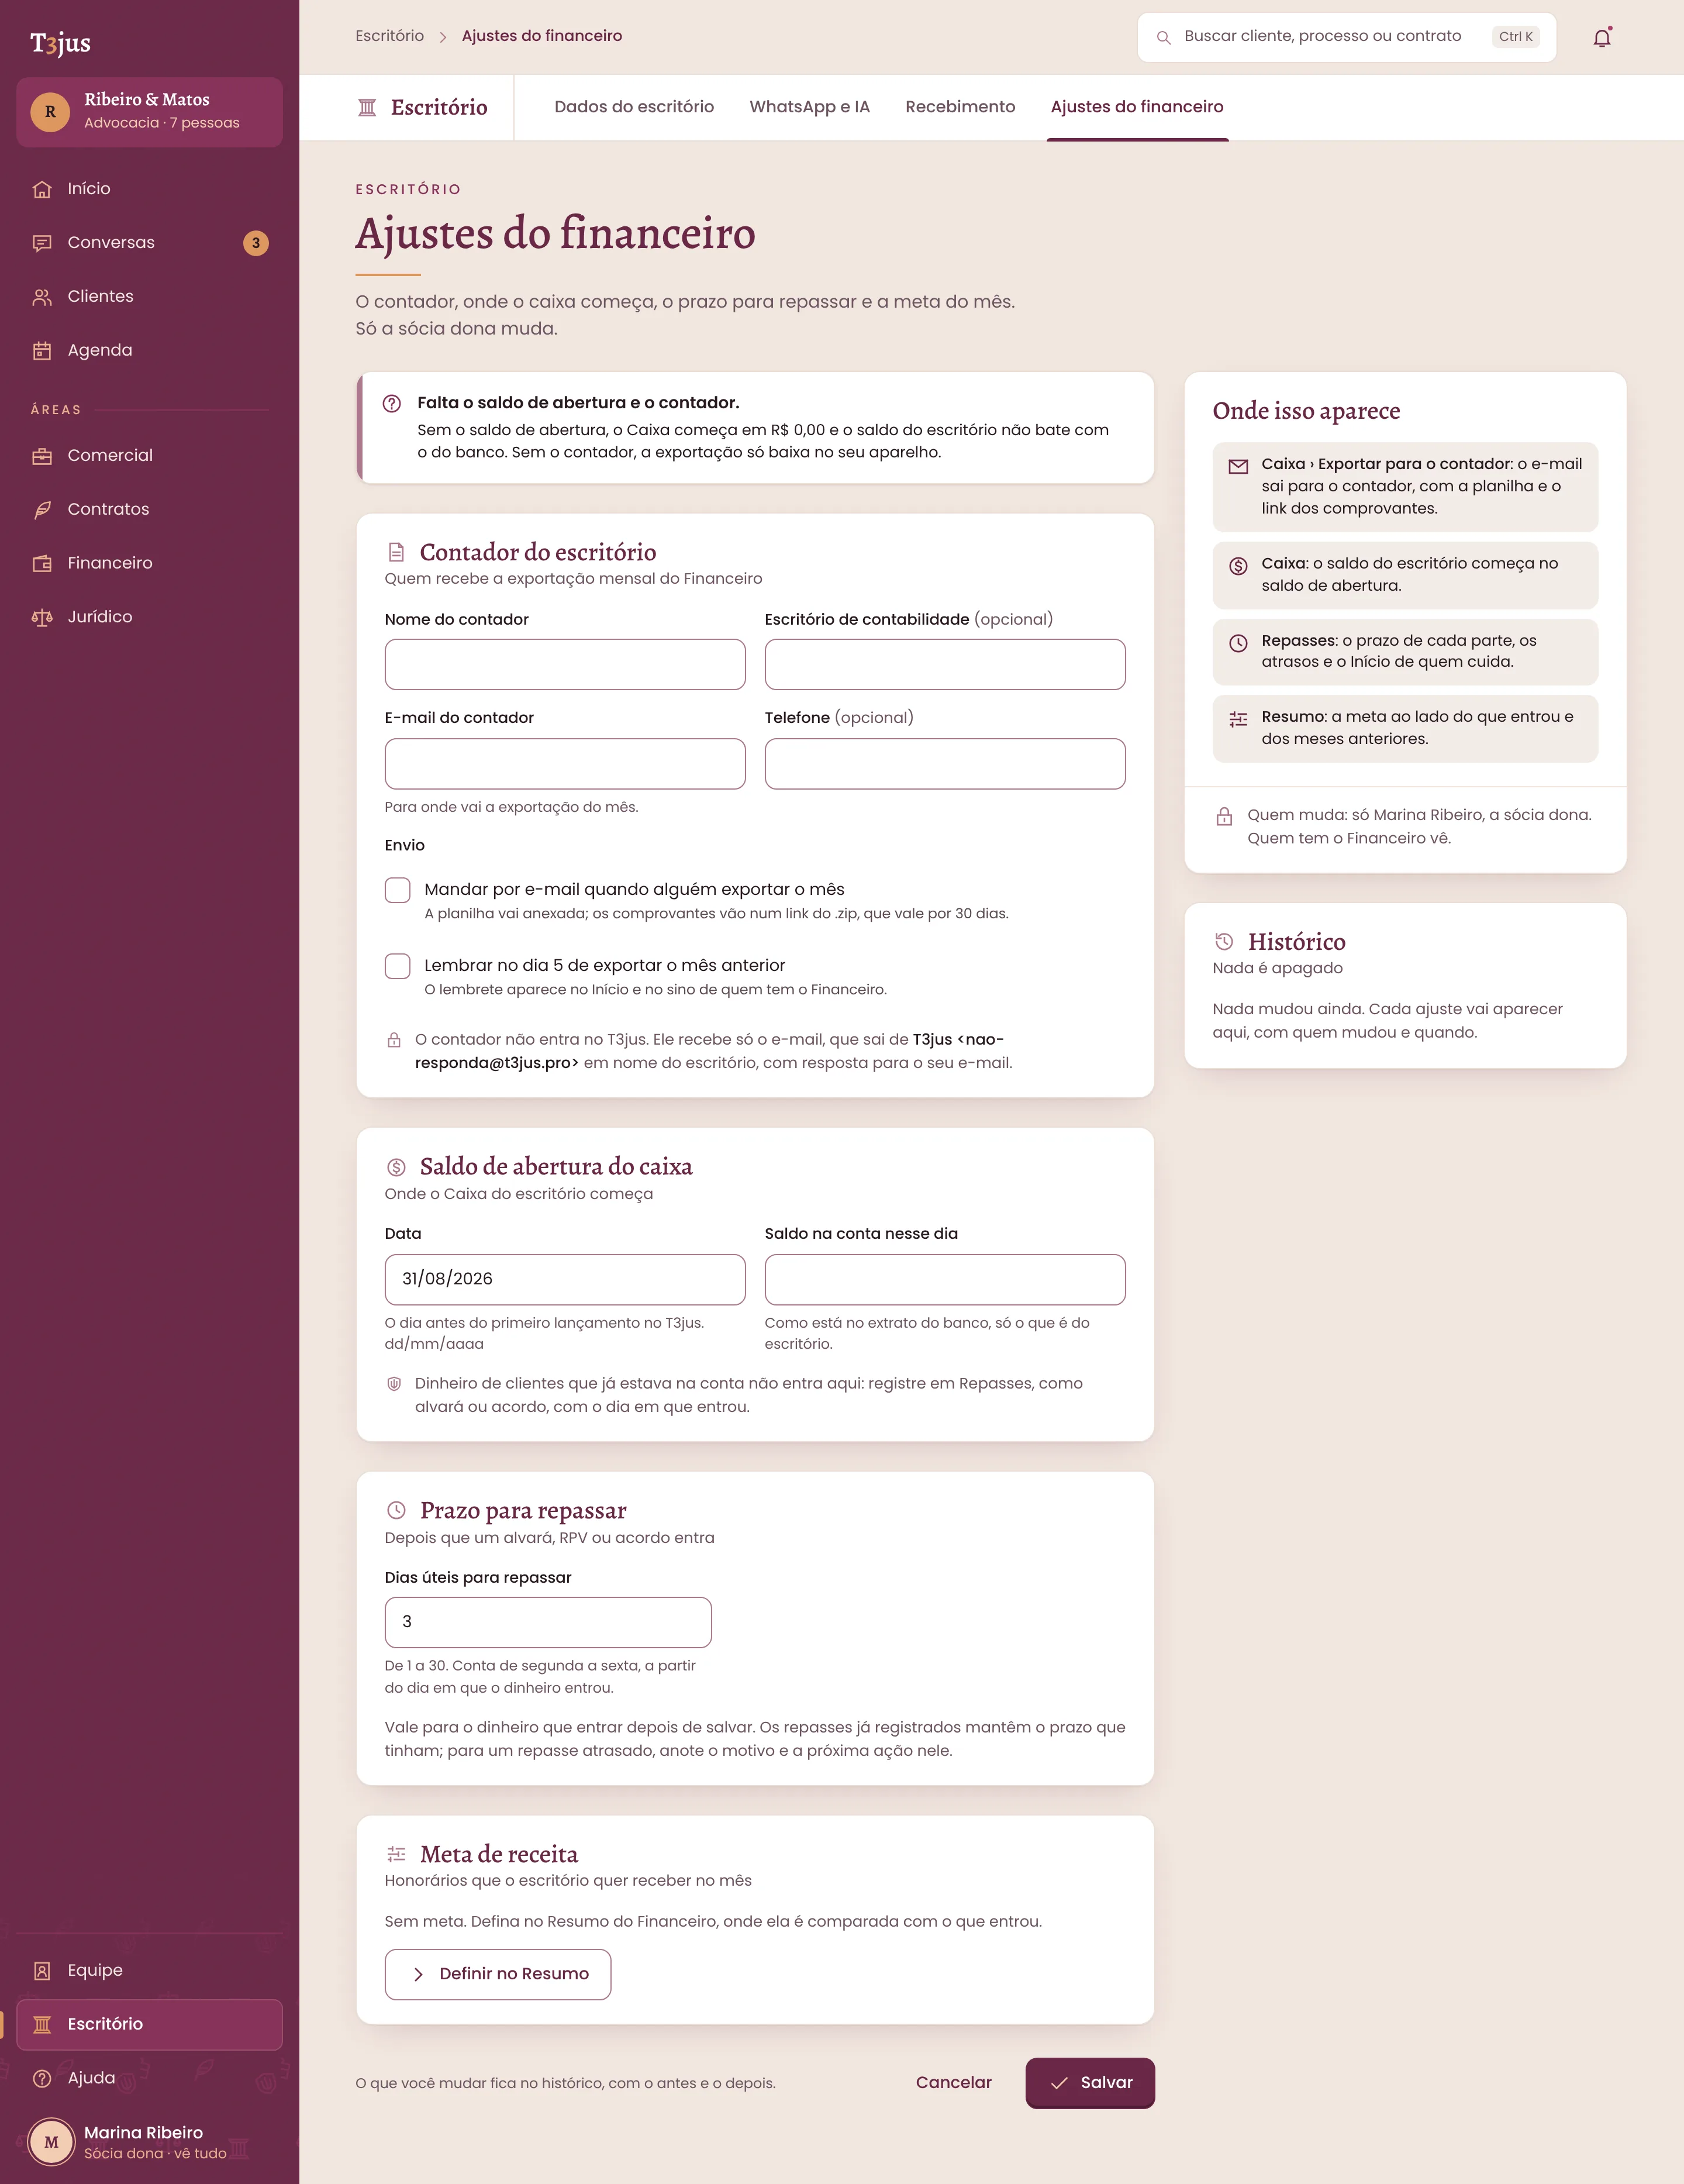 T3jus
R
Ribeiro & Matos
Advocacia · 7 pessoas
Início
Conversas
3
Clientes
Agenda
ÁREAS
Comercial
Contratos
Financeiro
Jurídico
Equipe
Escritório
Ajuda
M
Marina Ribeiro
Sócia dona · vê tudo
Escritório
Ajustes do financeiro
Buscar cliente, processo ou contrato
Ctrl K
Escritório
Dados do escritório
WhatsApp e IA
Recebimento
Ajustes do financeiro
ESCRITÓRIO
Ajustes do financeiro
O contador, onde o caixa começa, o prazo para repassar e a meta do mês.
Só a sócia dona muda.
Falta o saldo de abertura e o contador.
Sem o saldo de abertura, o Caixa começa em R$ 0,00 e o saldo do escritório não bate com
o do banco. Sem o contador, a exportação só baixa no seu aparelho.
Contador do escritório
Quem recebe a exportação mensal do Financeiro
Nome do contador
Escritório de contabilidade (opcional)
E-mail do contador
Telefone (opcional)
Para onde vai a exportação do mês.
Envio
Mandar por e-mail quando alguém exportar o mês
A planilha vai anexada; os comprovantes vão num link do .zip, que vale por 30 dias.
Lembrar no dia 5 de exportar o mês anterior
O lembrete aparece no Início e no sino de quem tem o Financeiro.
O contador não entra no T3jus. Ele recebe só o e-mail, que sai de T3jus <nao-
responda@t3jus.pro> em nome do escritório, com resposta para o seu e-mail.
Saldo de abertura do caixa
Onde o Caixa do escritório começa
Data
Saldo na conta nesse dia
31/08/2026
O dia antes do primeiro lançamento no T3jus.
dd/mm/aaaa
Como está no extrato do banco, só o que é do
escritório.
Dinheiro de clientes que já estava na conta não entra aqui: registre em Repasses, como
alvará ou acordo, com o dia em que entrou.
Prazo para repassar
Depois que um alvará, RPV ou acordo entra
Dias úteis para repassar
3
De 1 a 30. Conta de segunda a sexta, a partir
do dia em que o dinheiro entrou.
Vale para o dinheiro que entrar depois de salvar. Os repasses já registrados mantêm o prazo que
tinham; para um repasse atrasado, anote o motivo e a próxima ação nele.
Meta de receita
Honorários que o escritório quer receber no mês
Sem meta. Defina no Resumo do Financeiro, onde ela é comparada com o que entrou.
Definir no Resumo
O que você mudar fica no histórico, com o antes e o depois.
Cancelar
Salvar
Onde isso aparece
Caixa › Exportar para o contador: o e-mail
sai para o contador, com a planilha e o
link dos comprovantes.
Caixa: o saldo do escritório começa no
saldo de abertura.
Repasses: o prazo de cada parte, os
atrasos e o Início de quem cuida.
Resumo: a meta ao lado do que entrou e
dos meses anteriores.
Quem muda: só Marina Ribeiro, a sócia dona.
Quem tem o Financeiro vê.
Histórico
Nada é apagado
Nada mudou ainda. Cada ajuste vai aparecer
aqui, com quem mudou e quando.